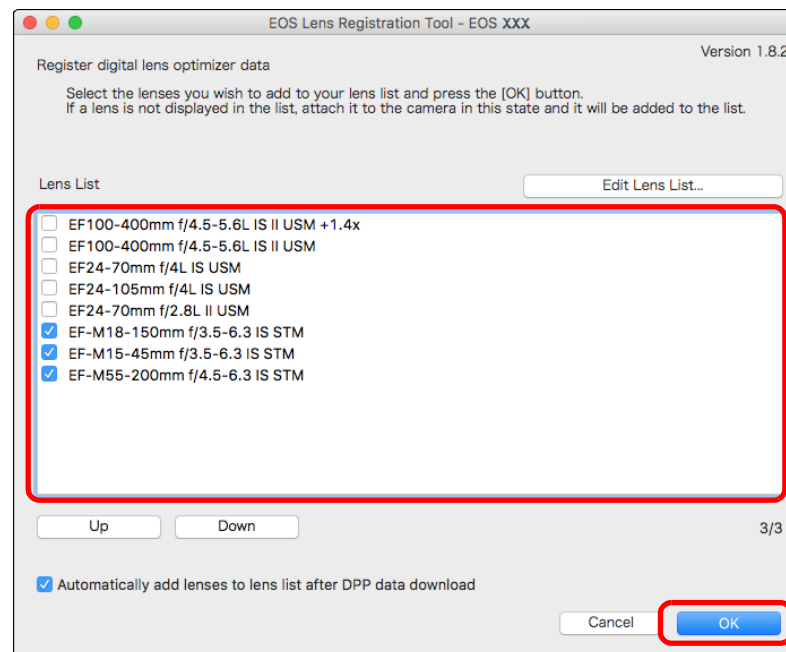 EOS Lens Registration Tool - EOS XXX
Version 1.8.2
Register digital lens optimizer data
Select the lenses you wish to add to your lens list and press the [OK] button.
If a lens is not displayed in the list, attach it to the camera in this state and it will be added to the list.
Lens List
Edit Lens List...
EF100-400mm f/4.5-5.6L IS II USM +1.4x
EF100-400mm f/4.5-5.6L IS II USM
EF24-70mm f/4L IS USM
EF24-105mm f/4L IS USM
EF24-70mm f/2.8L II USM
EF-M18-150mm f/3.5-6.3 IS STM
EF-M15-45mm f/3.5-6.3 IS STM
EF-M55-200mm f/4.5-6.3 IS STM
Up
Down
3/3
Automatically add lenses to lens list after DPP data download
Cancel
OK